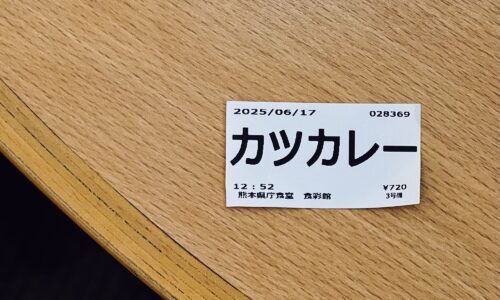 2025/06/17 028369
カツカレー
12:52 ¥720
熊本県庁食堂 食彩館 3号機